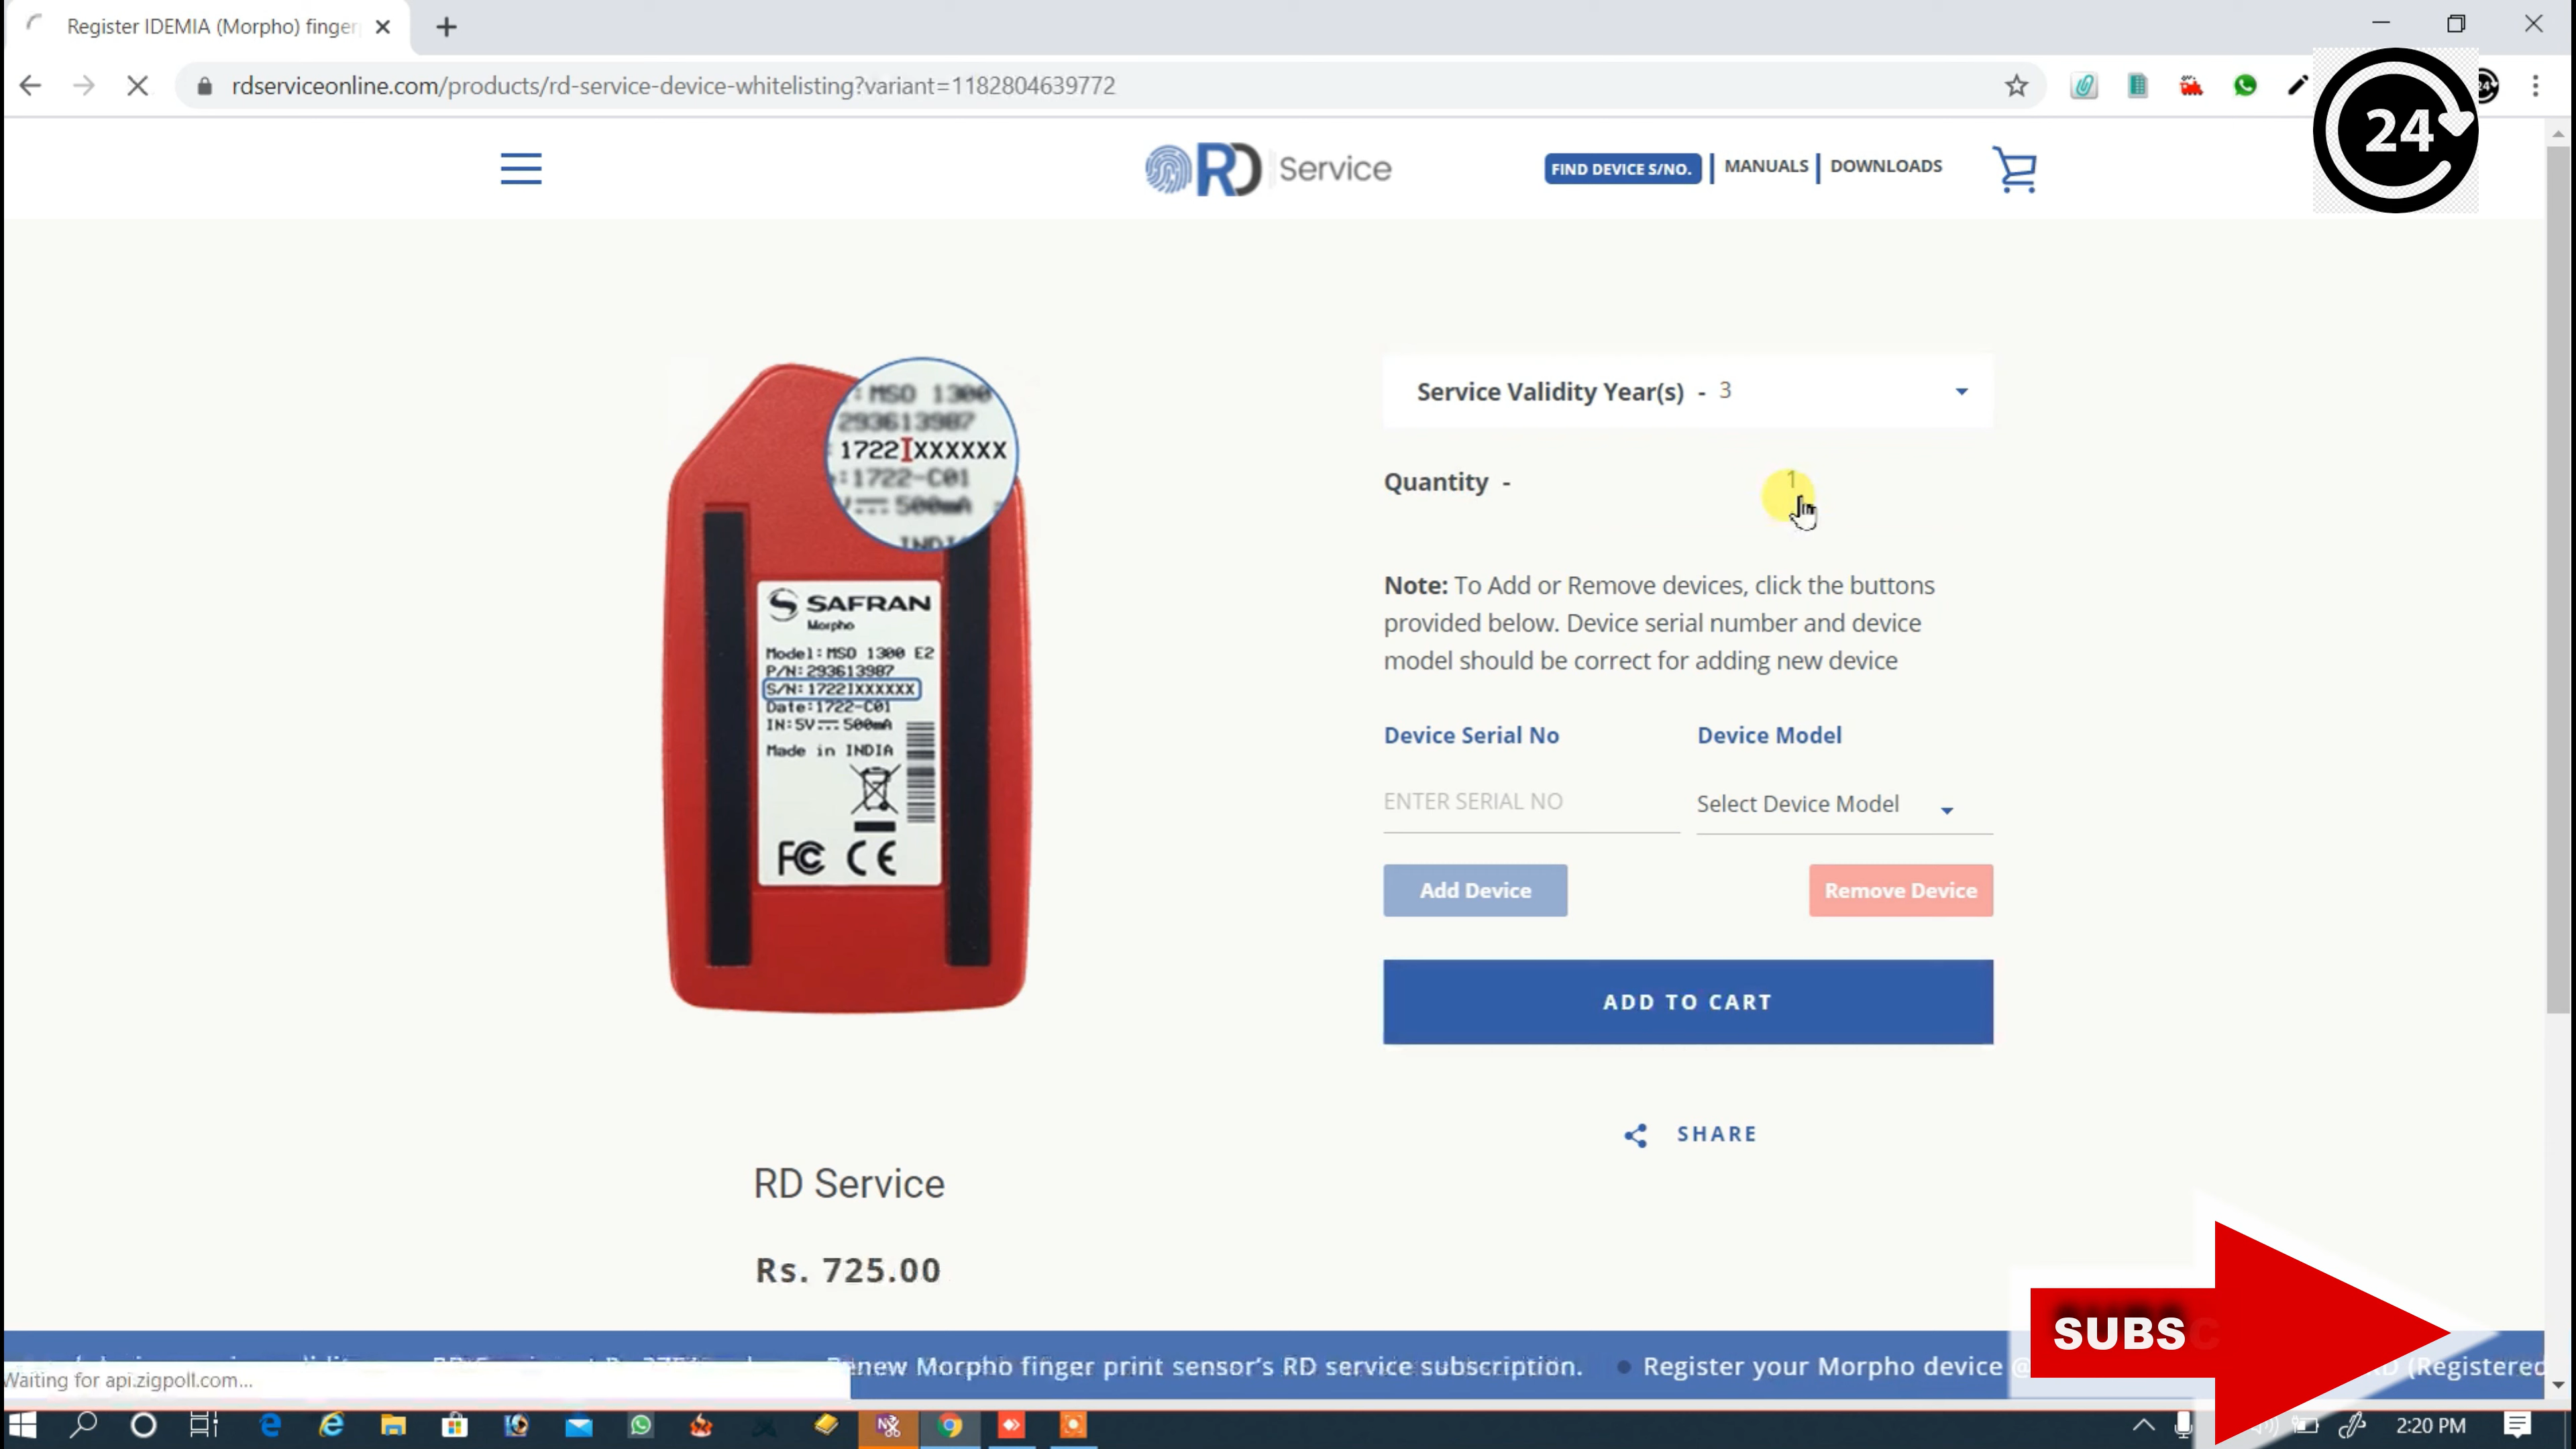 Register IDEMIA (Morpho) finger
rdserviceonline.com/products/rd-service-device-whitelisting?variant=1182804639772
24
RD Service
FIND DEVICE S/NO.
MANUALS
DOWNLOADS
: MSO 1300
293613987
: 1722IXXXXXX
:1722-C01
500mA
INDI
SAFRAN
Morpho
Model: MSO 1300 E2
P/N: 293613987
S/N: 1722IXXXXXX
Date:1722-C01
IN:5V 500mA
Made in INDIA
FC CE
Service Validity Year(s) - 3
Quantity - 1
Note: To Add or Remove devices, click the buttons
provided below. Device serial number and device
model should be correct for adding new device
Device Serial No
Device Model
ENTER SERIAL NO
Select Device Model
Add Device
Remove Device
ADD TO CART
SHARE
RD Service
Rs. 725.00
SUBSC
Renew Morpho finger print sensor's RD service subscription. • Register your Morpho device @
(Registered
Waiting for api.zigpoll.com...
2:20 PM